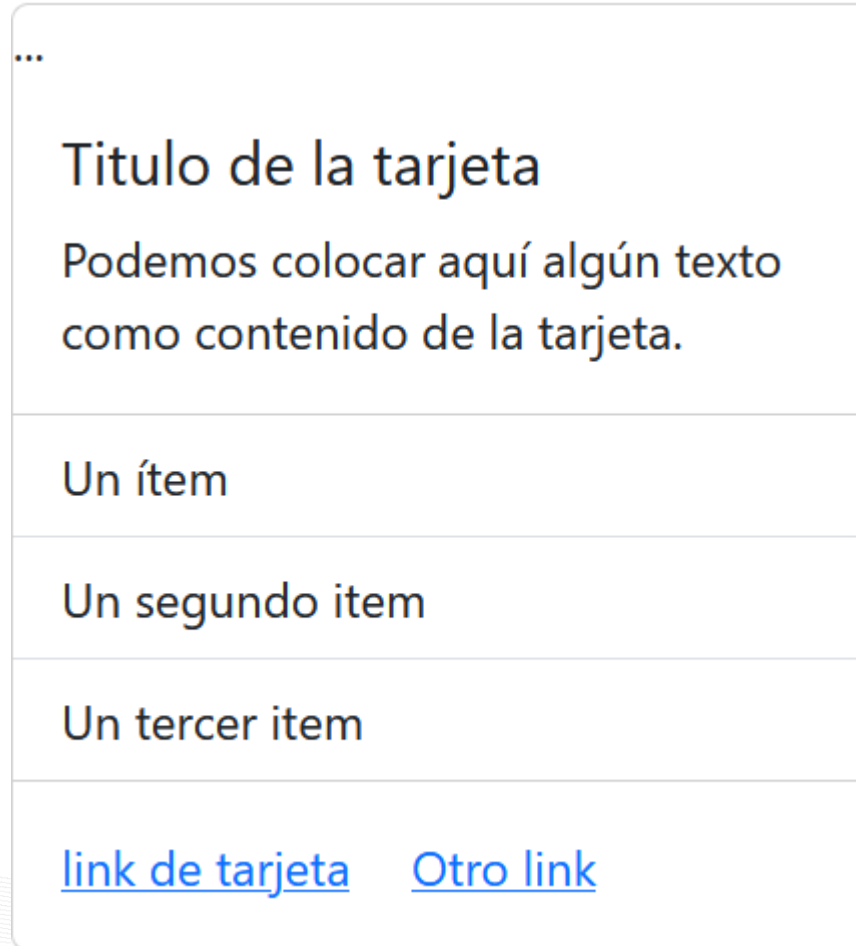 ...
Titulo de la tarjeta
Podemos colocar aquí algún texto
como contenido de la tarjeta.
Un ítem
Un segundo item
Un tercer item
link de tarjeta Otro link